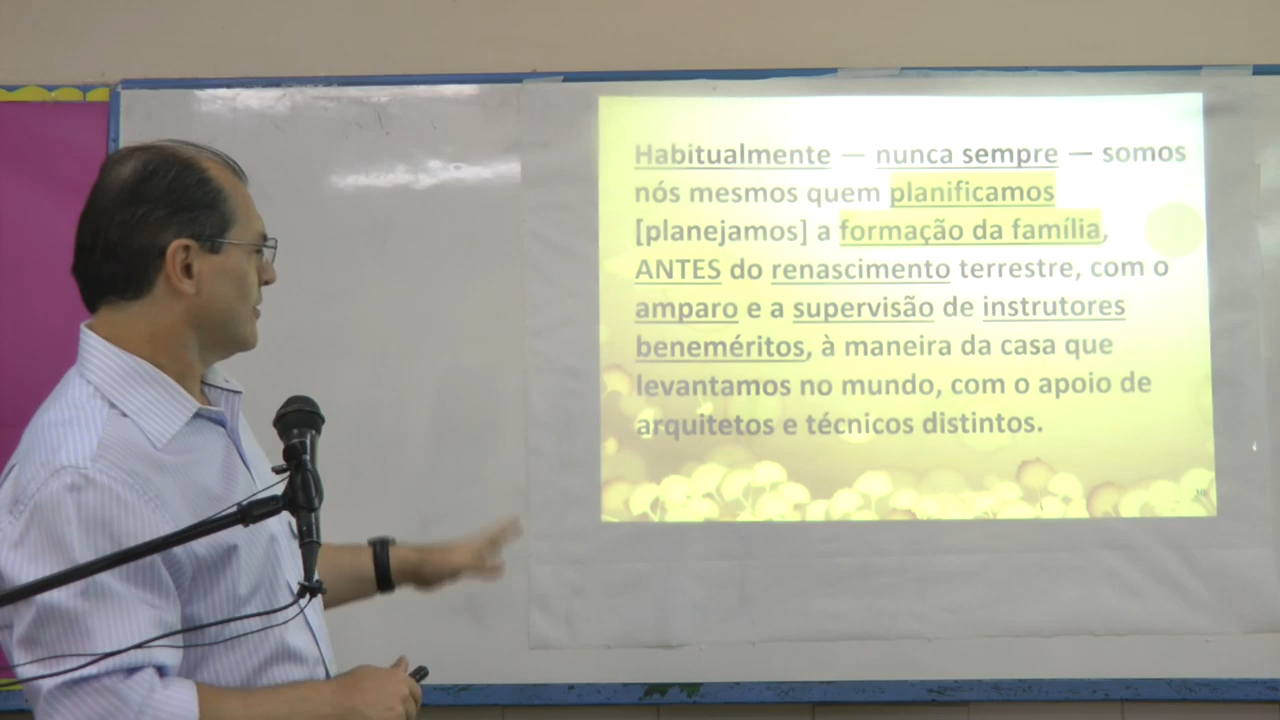 Habitualmente — nunca sempre — somos
nós mesmos quem planificamos
[planejamos] a formação da família,
ANTES do renascimento terrestre, com o
amparo e a supervisão de instrutores
beneméritos, à maneira da casa que
levantamos no mundo, com o apoio de
arquitetos e técnicos distintos.